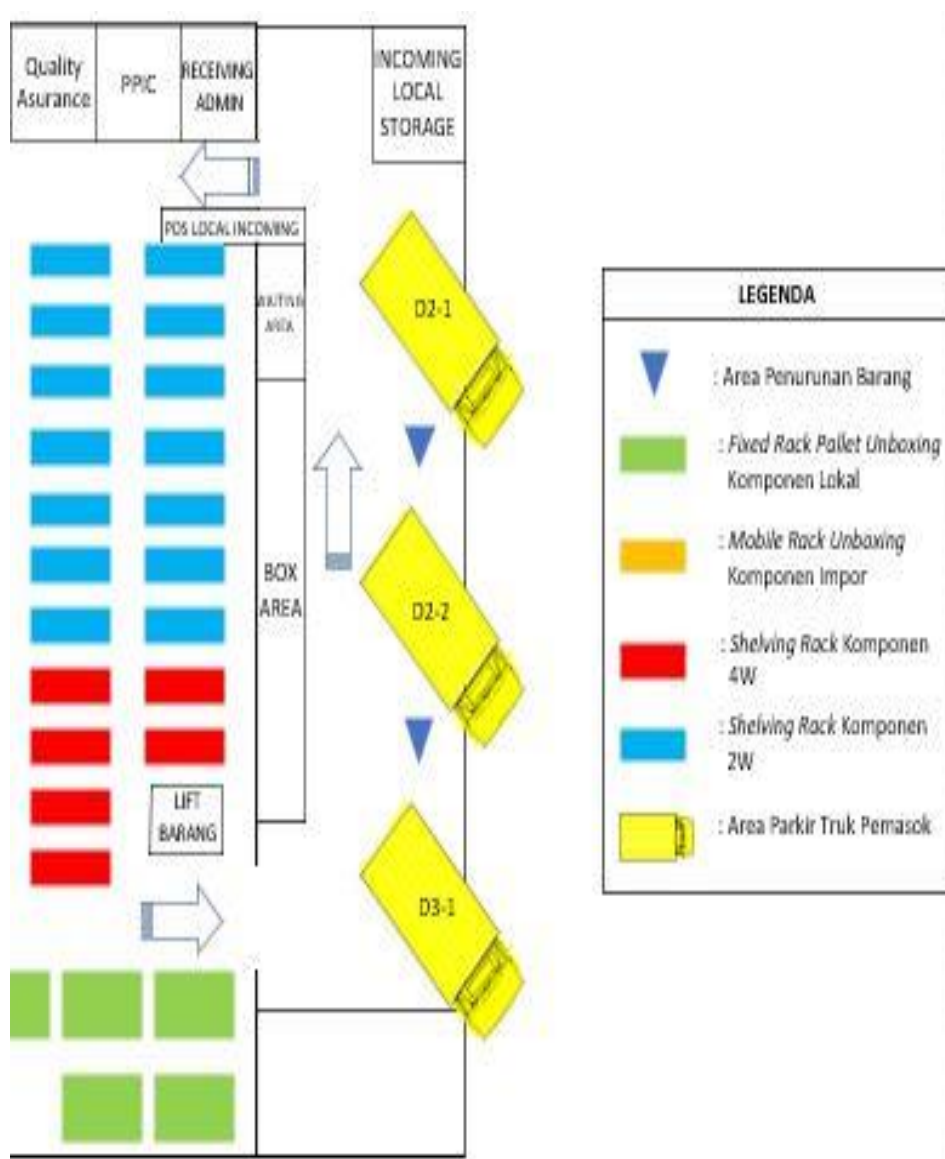 Quality
Asurance
PPIC
RECEIVING
ADMIN
INCOMING
LOCAL
STORAGE
POS LOCAL INCOMING
WAITING
AREA
D2-1
BOX
AREA
D2-2
LIFT
BARANG
D3-1
LEGENDA
: Area Penurunan Barang
: Fixed Rack Pallet Unboxing
Komponen Lokal
: Mobile Rack Unboxing
Komponen Impor
: Shelving Rack Komponen
4W
: Shelving Rack Komponen
2W
: Area Parkir Truk Pemasok